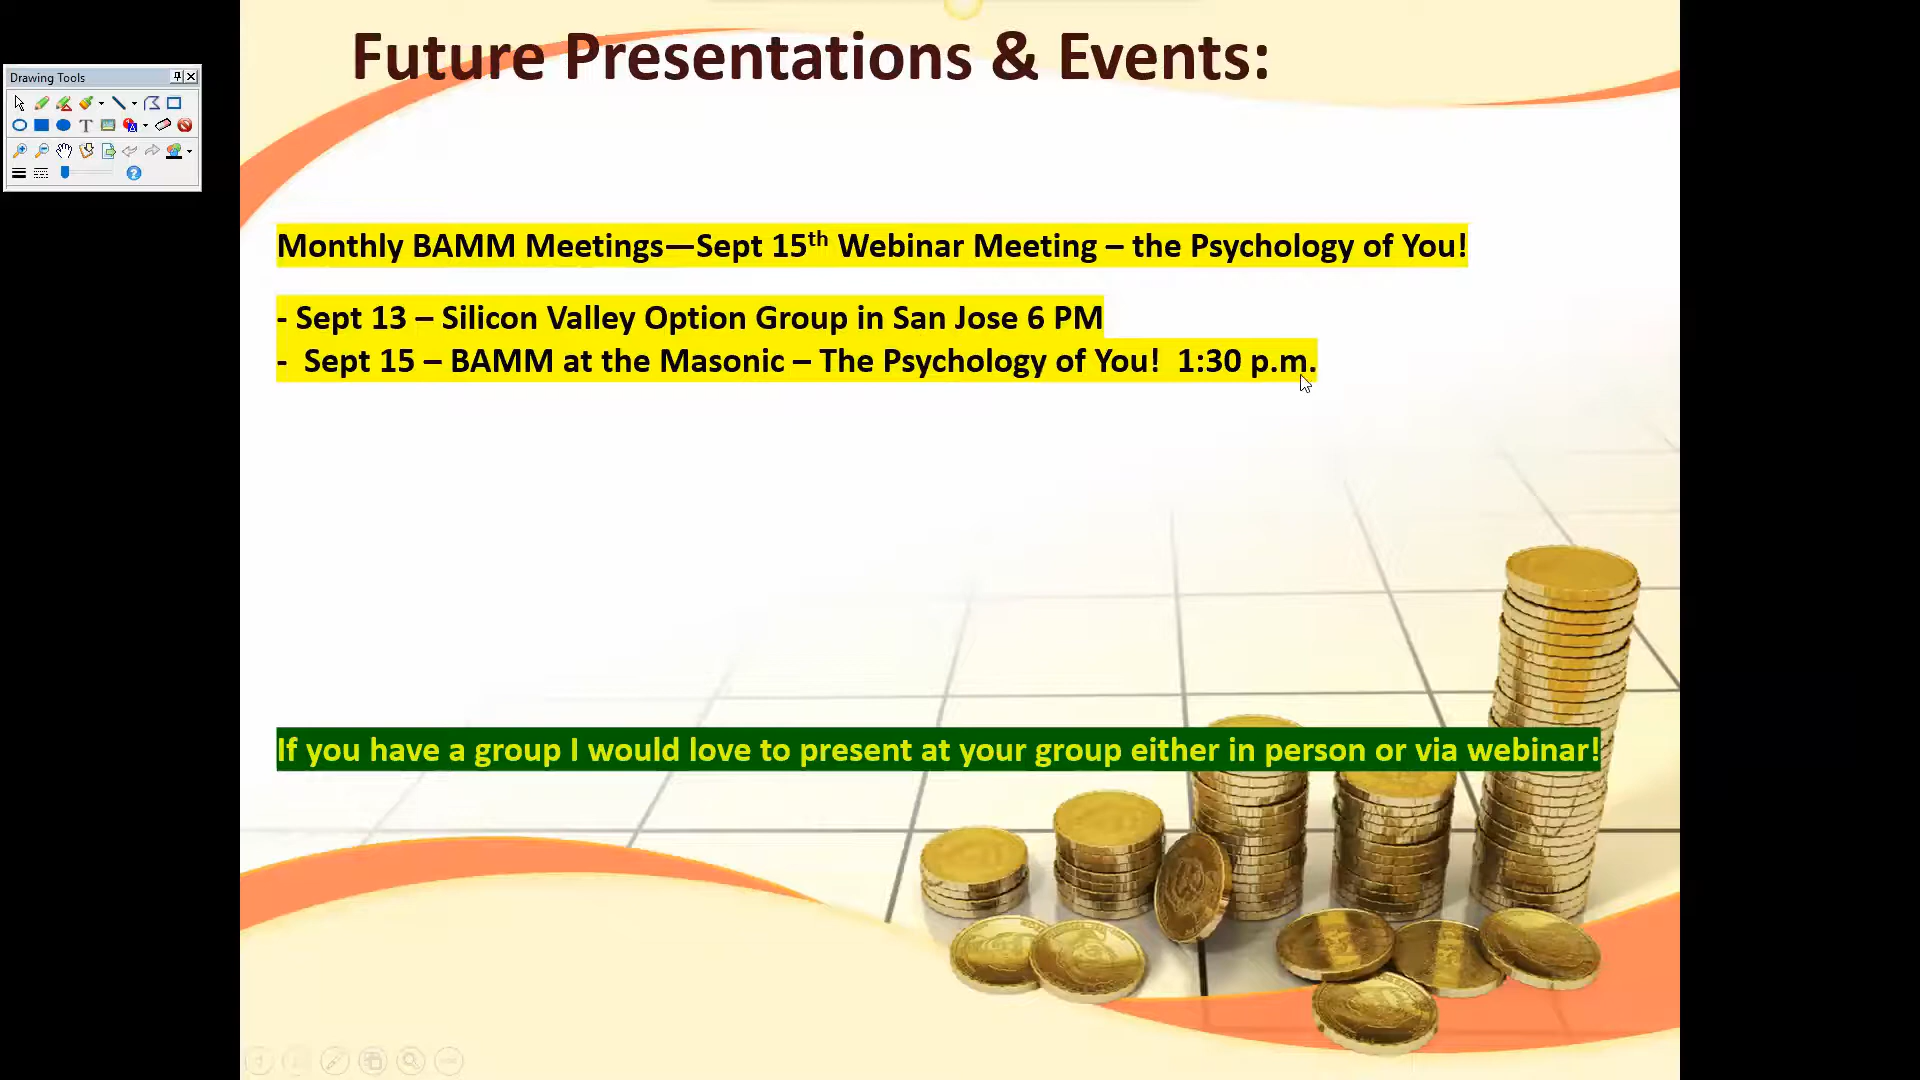 Future Presentations & Events:
Drawing Tools
Monthly BAMM Meetings—Sept 15th Webinar Meeting – the Psychology of You!
- Sept 13 – Silicon Valley Option Group in San Jose 6 PM
- Sept 15 – BAMM at the Masonic – The Psychology of You! 1:30 p.m.
If you have a group I would love to present at your group either in person or via webinar!